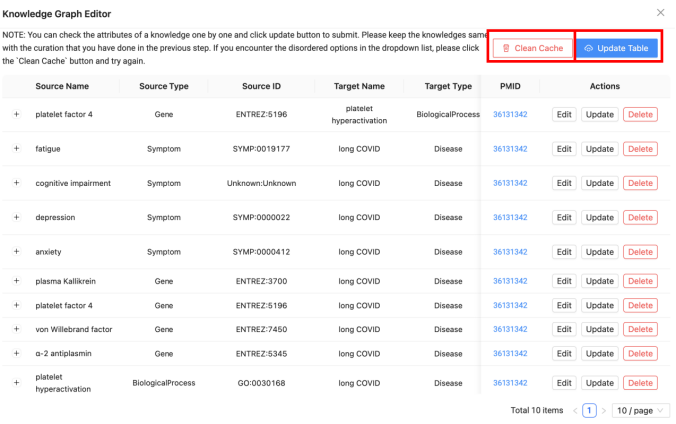 Knowledge Graph Editor
NOTE: You can check the attributes of a knowledge one by one and click update button to submit. Please keep the knowledges same
with the curation that you have done in the previous step. If you encounter the disordered options in the dropdown list, please click
the `Clean Cache` button and try again.
Clean Cache
Update Table
Source Name Source Type Source ID Target Name Target Type PMID Actions
+ platelet factor 4 Gene ENTREZ:5196 platelet hyperactivation BiologicalProcess 36131342 Edit Update Delete
+ fatigue Symptom SYMP:0019177 long COVID Disease 36131342 Edit Update Delete
+ cognitive impairment Symptom Unknown:Unknown long COVID Disease 36131342 Edit Update Delete
+ depression Symptom SYMP:0000022 long COVID Disease 36131342 Edit Update Delete
+ anxiety Symptom SYMP:0000412 long COVID Disease 36131342 Edit Update Delete
+ plasma Kallikrein Gene ENTREZ:3700 long COVID Disease 36131342 Edit Update Delete
+ platelet factor 4 Gene ENTREZ:5196 long COVID Disease 36131342 Edit Update Delete
+ von Willebrand factor Gene ENTREZ:7450 long COVID Disease 36131342 Edit Update Delete
+ α-2 antiplasmin Gene ENTREZ:5345 long COVID Disease 36131342 Edit Update Delete
+ platelet hyperactivation BiologicalProcess GO:0030168 long COVID Disease 36131342 Edit Update Delete
Total 10 items < 1 > 10 / page